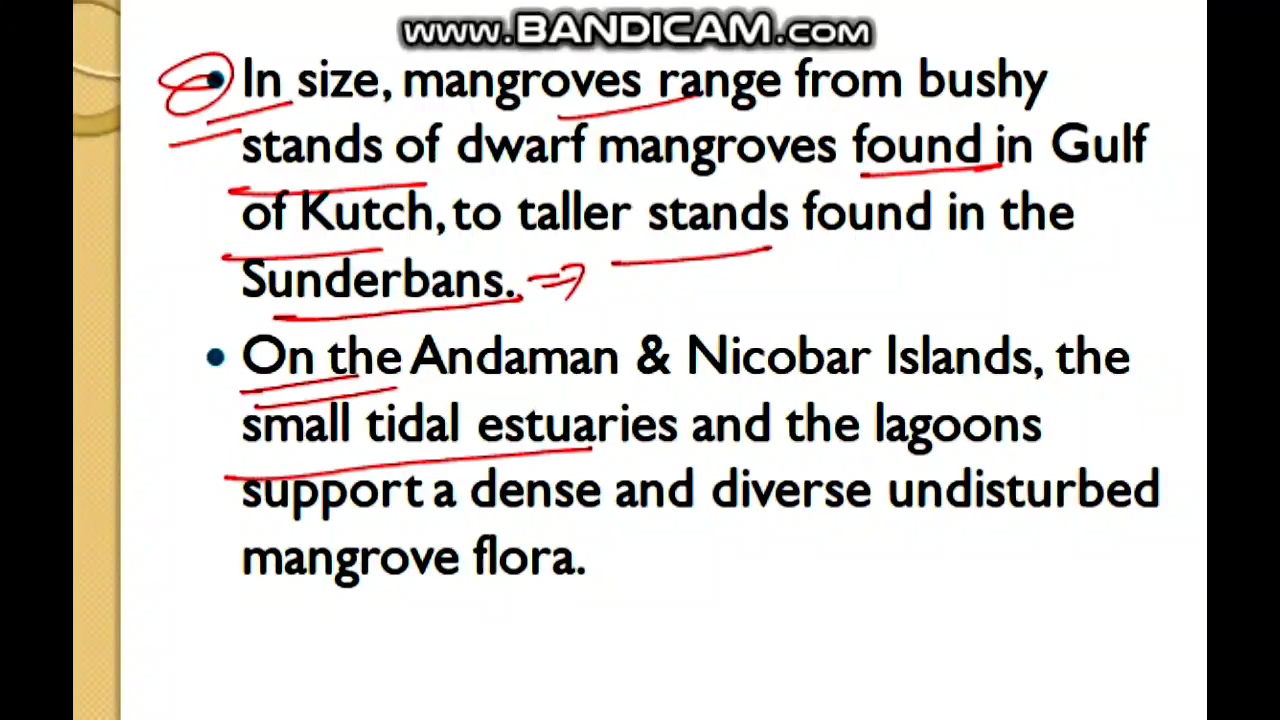 www.BANDICAM.com
• In size, mangroves range from bushy
stands of dwarf mangroves found in Gulf
of Kutch, to taller stands found in the
Sunderbans.
• On the Andaman & Nicobar Islands, the
small tidal estuaries and the lagoons
support a dense and diverse undisturbed
mangrove flora.